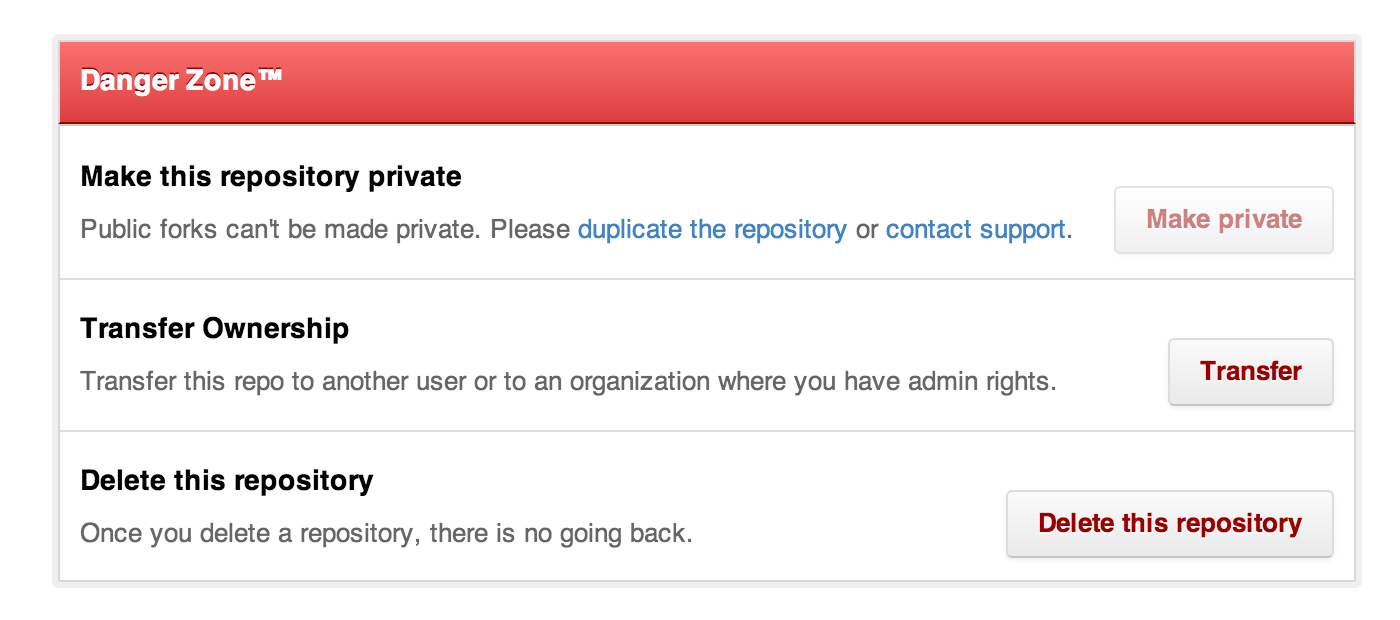 Danger Zone™
Make this repository private
Public forks can't be made private. Please duplicate the repository or contact support.
Make private
Transfer Ownership
Transfer this repo to another user or to an organization where you have admin rights.
Transfer
Delete this repository
Once you delete a repository, there is no going back.
Delete this repository